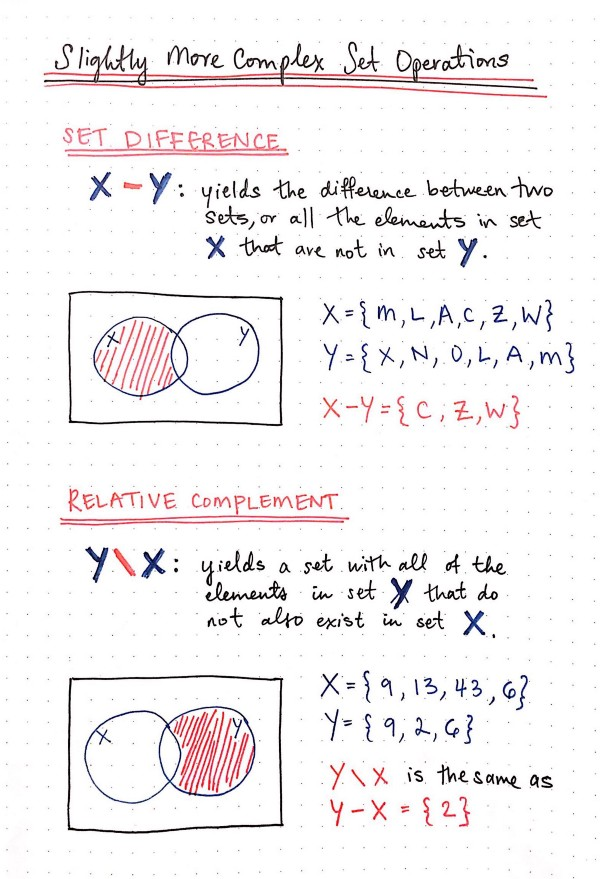 Slightly More Complex Set Operations
SET DIFFERENCE
X - Y: yields the difference between two
sets, or all the elements in set
X that are not in set Y.
X
Y
X = { M, L, A, C, Z, W}
Y = { X, N, O, L, A, M}
X-Y = { C, Z, W}
RELATIVE COMPLEMENT
Y \ X: yields a set with all of the
elements in set Y that do
not also exist in set X.
X
Y
X = { 9, 13, 43, 6}
Y = { 9, 2, 6}
Y \ X is the same as
Y - X = { 2}